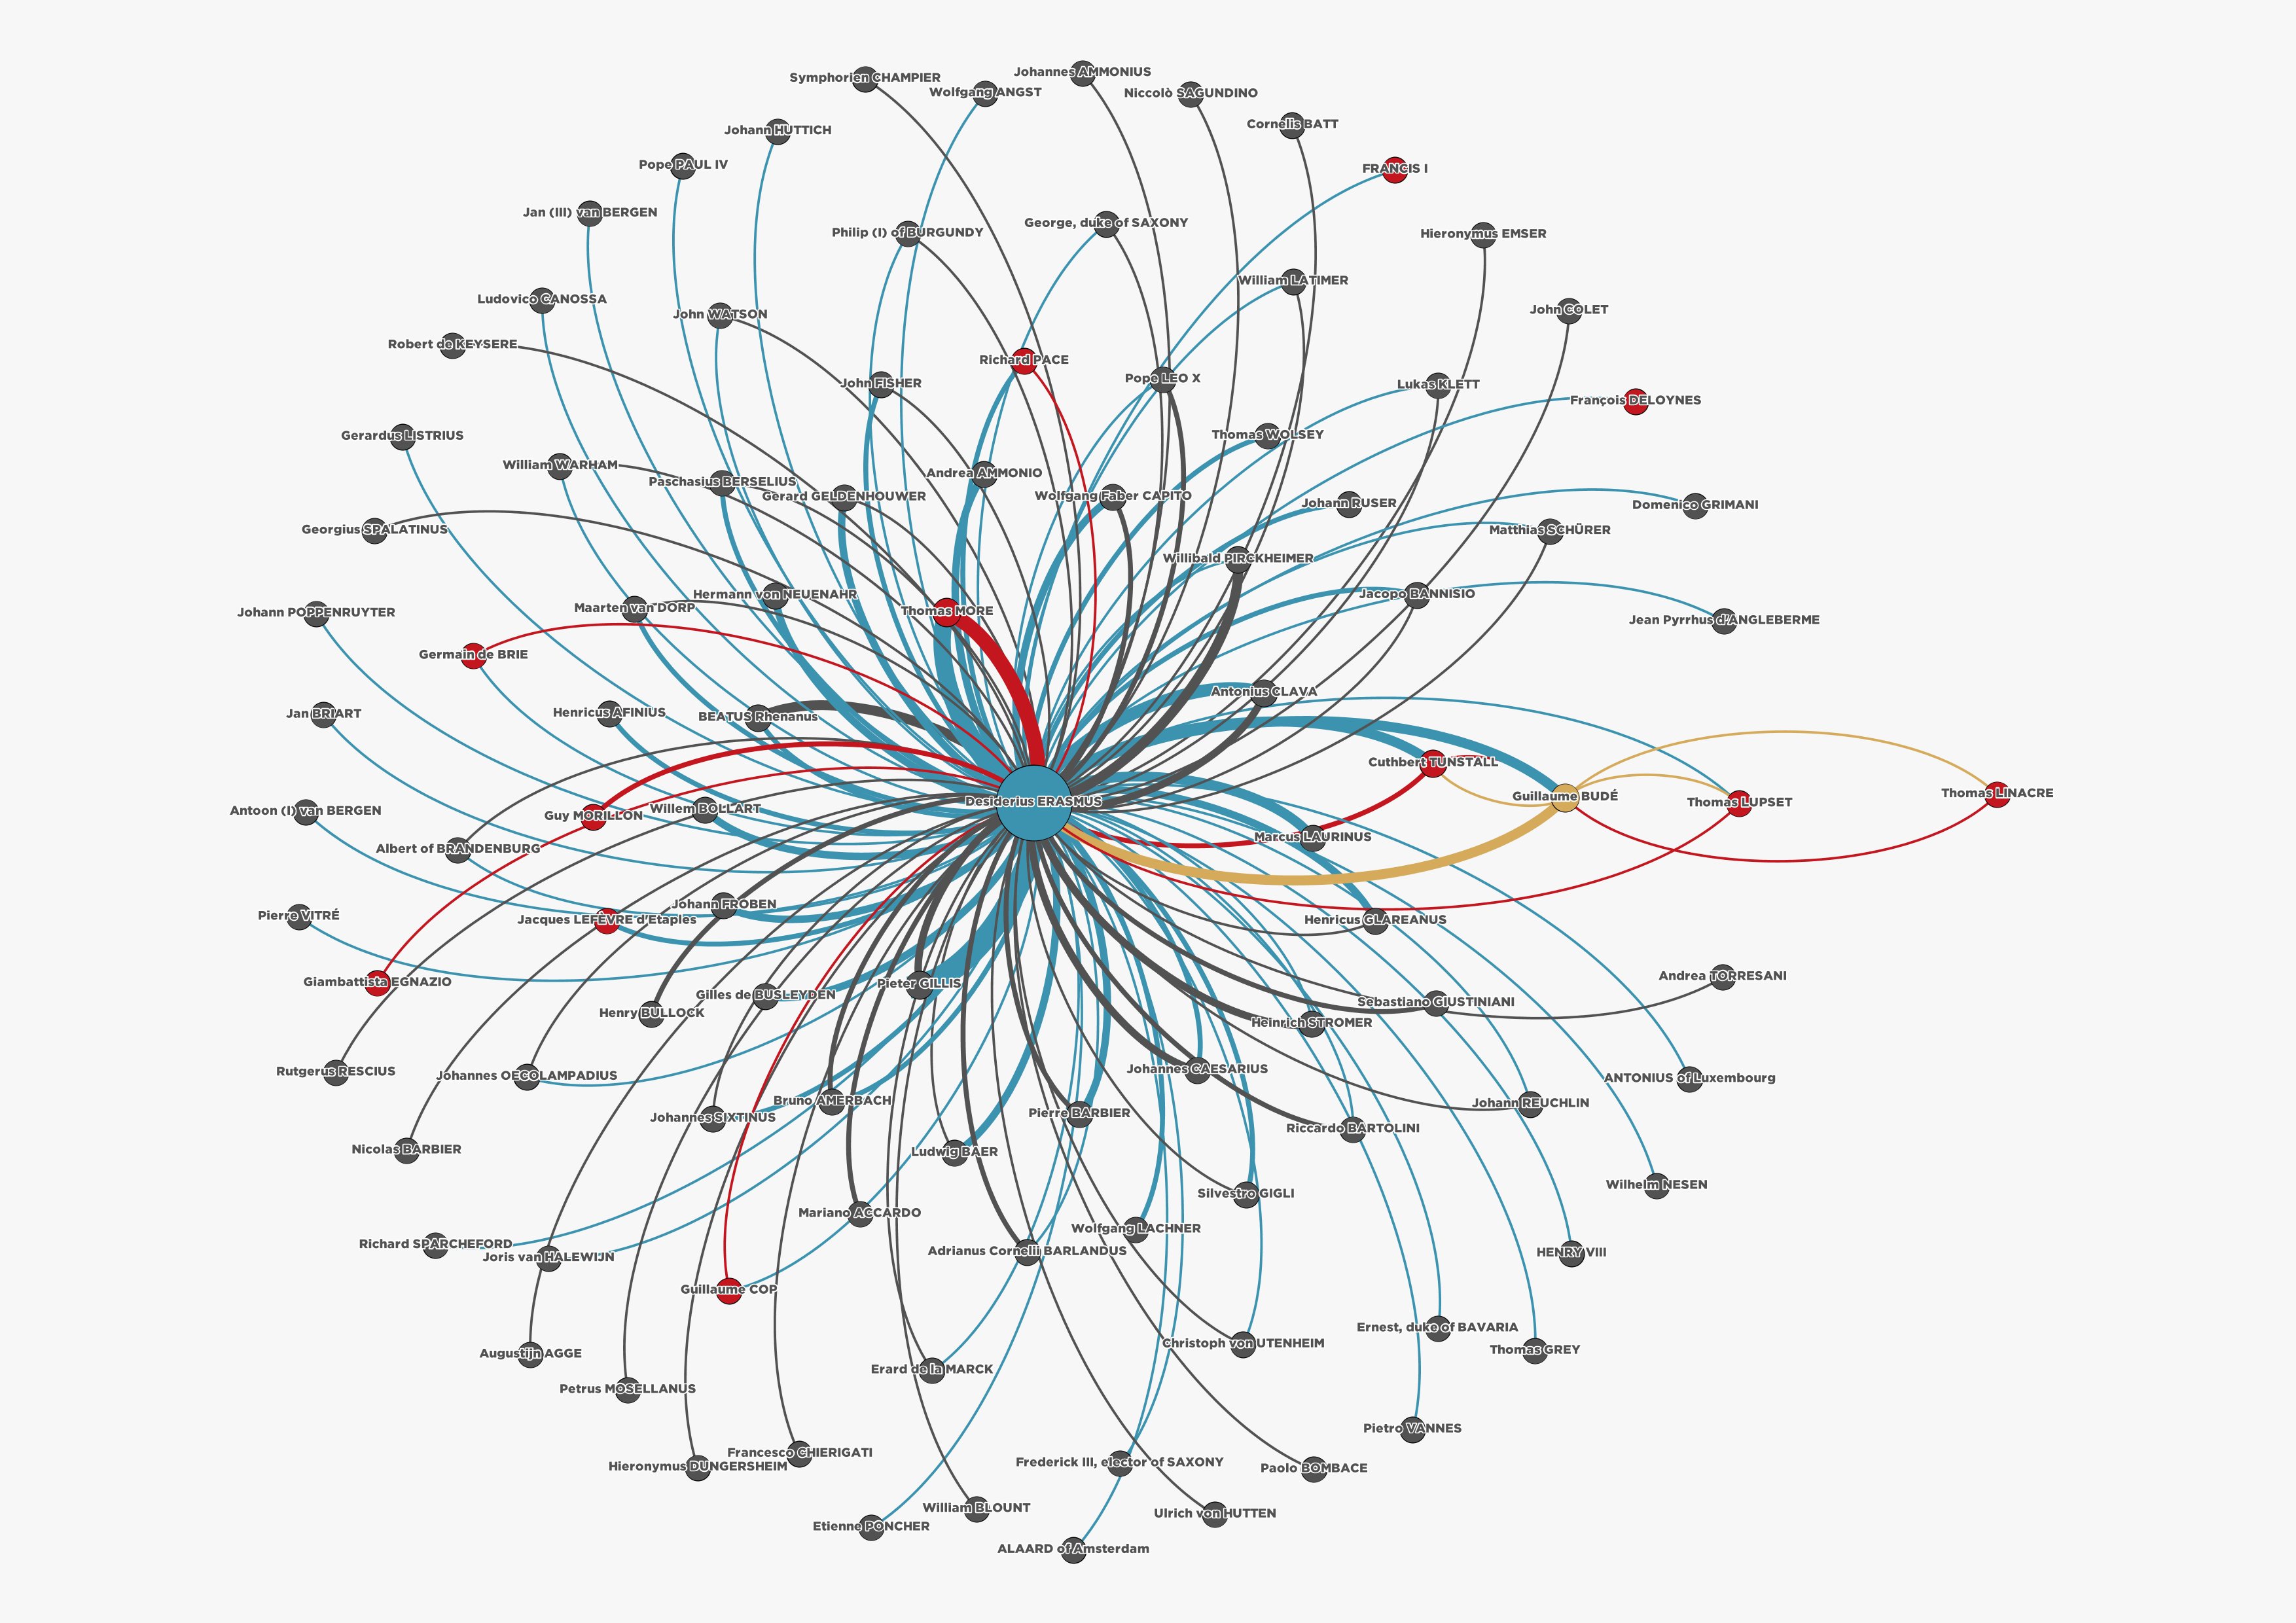 Johannes AMMONIUS
Symphorien CHAMPIER
Wolfgang ANGST
Niccolò SAGUNDINO
Cornelis BATT
Johann HUTTICH
Pope PAUL IV
FRANCIS I
Jan (III) van BERGEN
George, duke of SAXONY
Philip (I) of BURGUNDY
Hieronymus EMSER
William LATIMER
Ludovico CANOSSA
John COLET
John WATSON
Robert de KEYSERE
Richard PACE
Pope LEO X
John FISHER
Lukas KLETT
François DELOYNES
Gerardus LISTRIUS
Thomas WOLSEY
William WARHAM
Andrea AMMONIO
Paschasius BERSELIUS
Gerard GELDENHOUWER
Wolfgang Faber CAPITO
Johann RUSER
Domenico GRIMANI
Georgius SPALATINUS
Matthias SCHÜRER
Willibald PIRCKHEIMER
Hermann von NEUENAHR
Jacopo BANNISIO
Maarten van DORP
Thomas MORE
Johann POPPENRUYTER
Jean Pyrrhus d'ANGLEBERME
Germain de BRIE
Antonius CLAVA
Jan BRIART
Henricus AFINIUS
BEATUS Rhenanus
Cuthbert TUNSTALL
Thomas LINACRE
Guillaume BUDÉ
Desiderius ERASMUS
Thomas LUPSET
Antoon (I) van BERGEN
Willem BOLLART
Guy MORILLON
Marcus LAURINUS
Albert of BRANDENBURG
Johann FROBEN
Pierre VITRÉ
Jacques LEFÈVRE d'Etaples
Henricus GLAREANUS
Andrea TORRESANI
Giambattista EGNAZIO
Pieter GILLIS
Gilles de BUSLEYDEN
Sebastiano GIUSTINIANI
Henry BULLOCK
Heinrich STROMER
Rutgerus RESCIUS
Johannes OECOLAMPADIUS
Johannes CAESARIUS
ANTONIUS of Luxembourg
Bruno AMERBACH
Johann REUCHLIN
Johannes SIXTINUS
Pierre BARBIER
Riccardo BARTOLINI
Nicolas BARBIER
Ludwig BAER
Wilhelm NESEN
Silvestro GIGLI
Mariano ACCARDO
Wolfgang LACHNER
Richard SPARCHEFORD
Adrianus Cornelii BARLANDUS
HENRY VIII
Joris van HALEWIJN
Guillaume COP
Ernest, duke of BAVARIA
Christoph von UTENHEIM
Thomas GREY
Augustijn AGGE
Erard de la MARCK
Petrus MOSELLANUS
Pietro VANNES
Francesco CHIERIGATI
Frederick III, elector of SAXONY
Hieronymus DUNGERSHEIM
Paolo BOMBACE
William BLOUNT
Ulrich von HUTTEN
Etienne PONCHER
ALAARD of Amsterdam